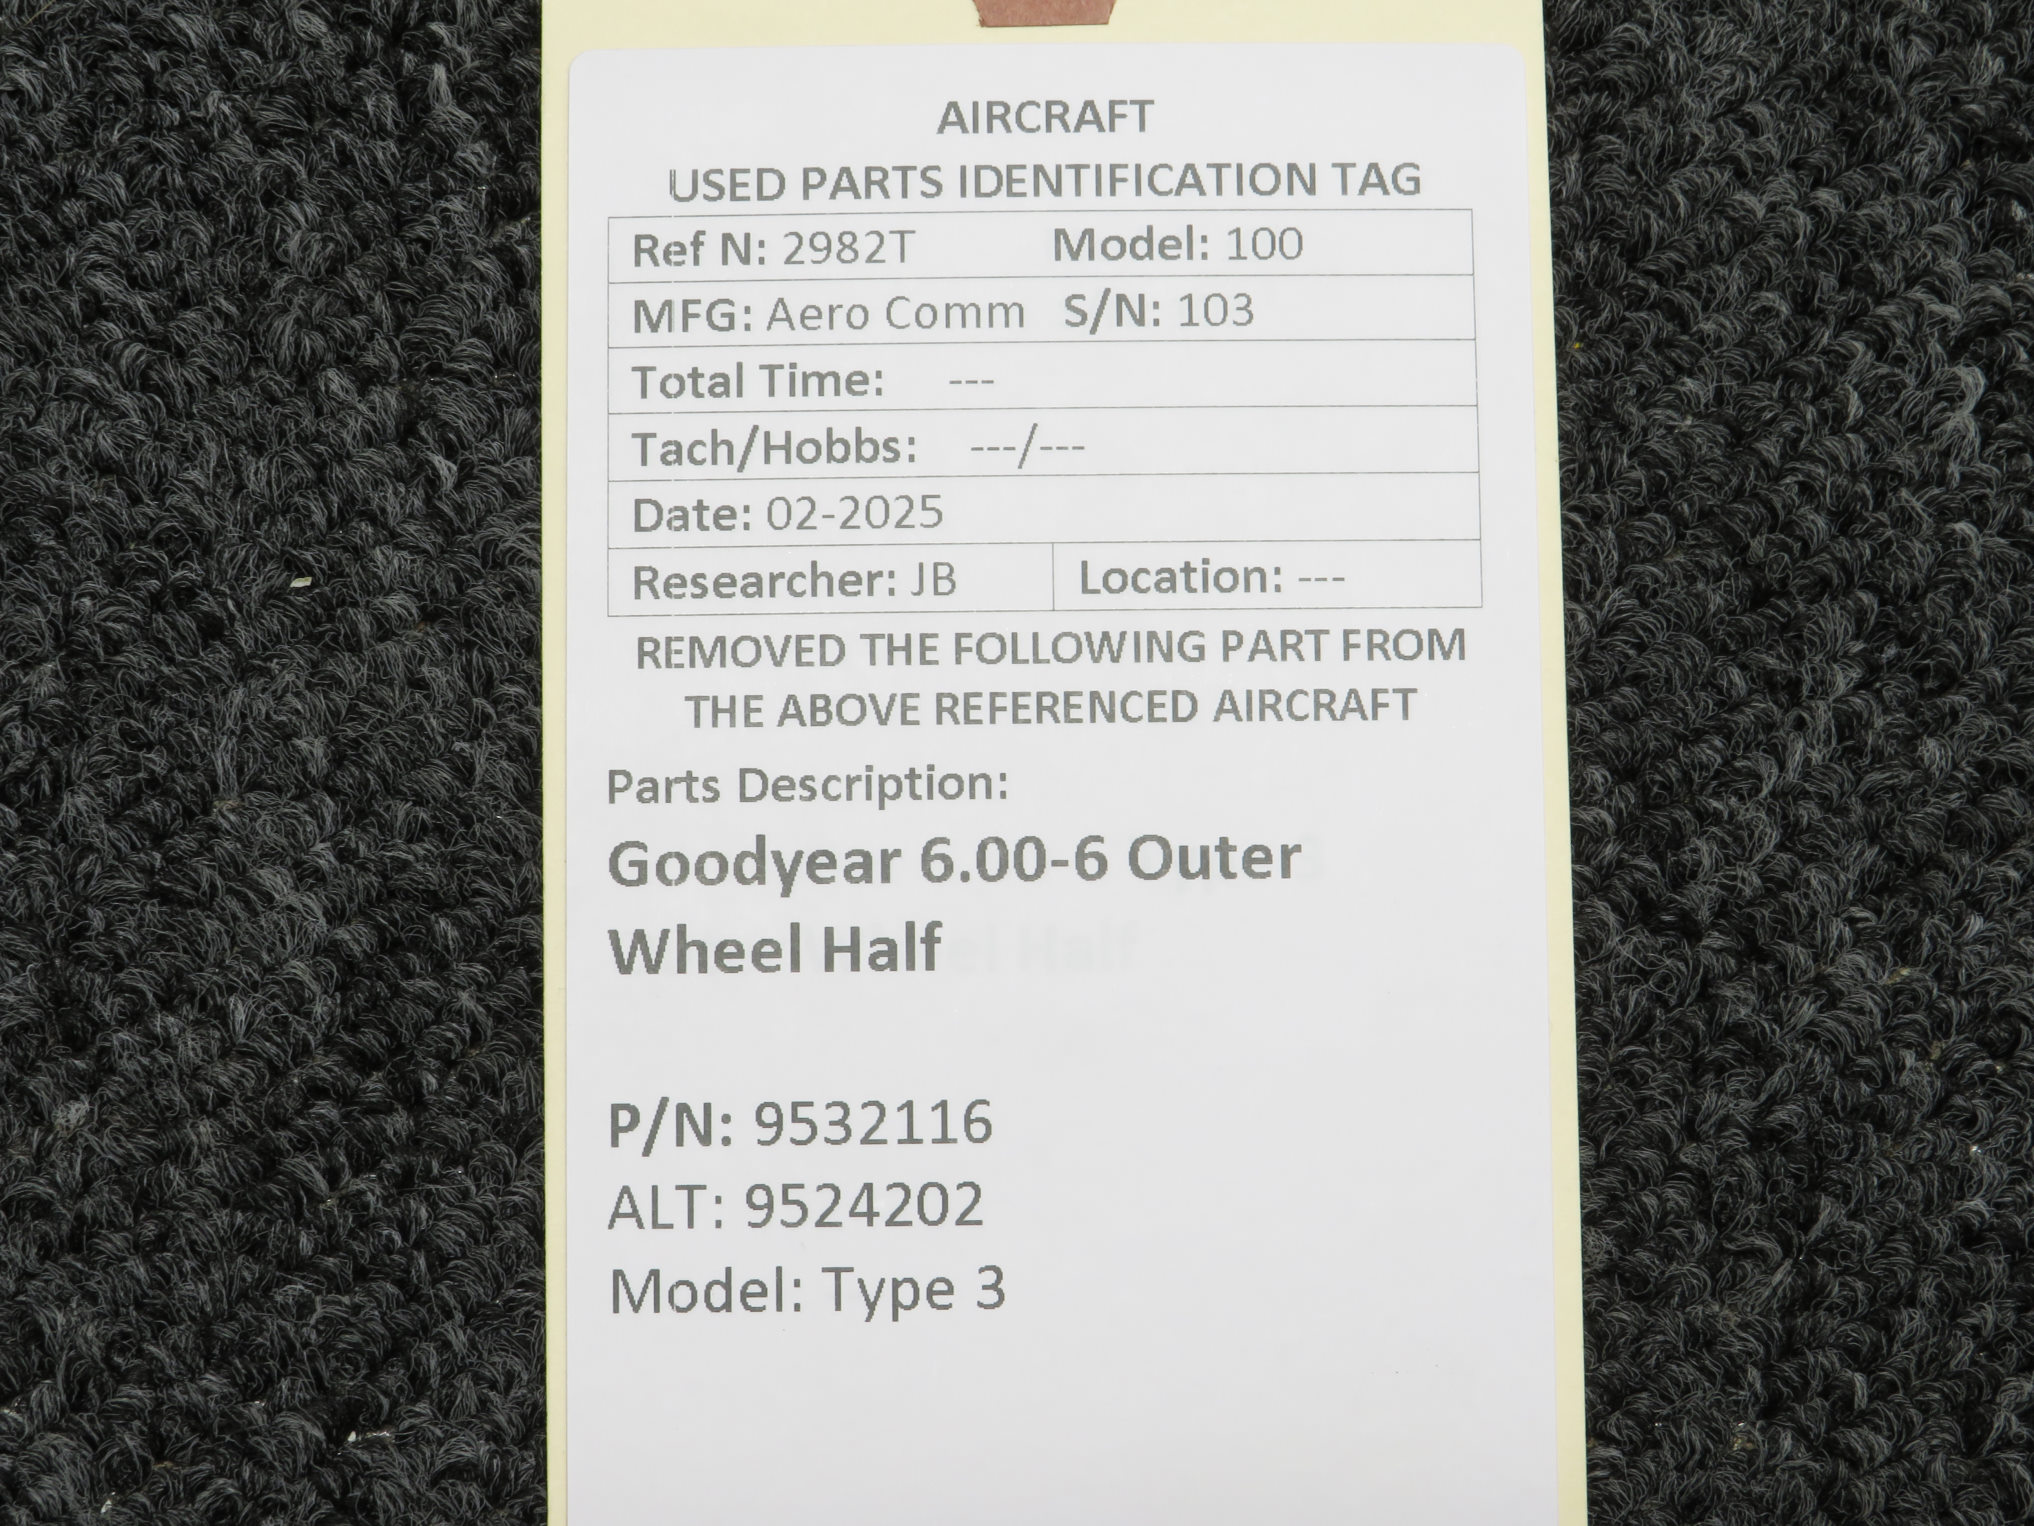 AIRCRAFT
USED PARTS IDENTIFICATION TAG
Ref N: 2982T Model: 100
MFG: Aero Comm S/N: 103
Total Time: ---
Tach/Hobbs: ---/---
Date: 02-2025
Researcher: JB Location: ---
REMOVED THE FOLLOWING PART FROM
THE ABOVE REFERENCED AIRCRAFT
Parts Description:
Goodyear 6.00-6 Outer
Wheel Half
P/N: 9532116
ALT: 9524202
Model: Type 3